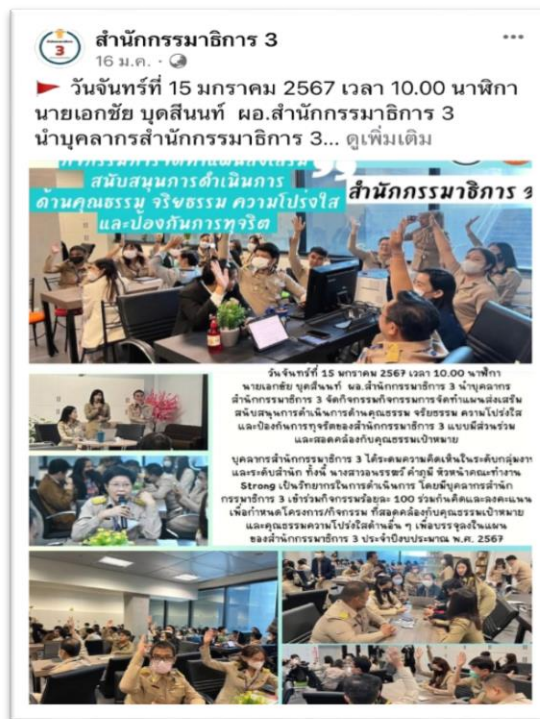 สำนักกรรมาธิการ 3
16 ม.ค. ·
วันจันทร์ที่ 15 มกราคม 2567 เวลา 10.00 นาฬิกา
นายเอกชัย บุดสีนนท์ ผอ.สำนักกรรมาธิการ 3
นำบุคลากรสำนักกรรมาธิการ 3... ดูเพิ่มเติม
สนับสนุนการดำเนินการ
ด้านคุณธรรม จริยธรรม ความโปร่งใส
และป้องกันการทุจริต
สำนักกรรมาธิการ 3
วันจันทร์ที่ 15 มกราคม 2567 เวลา 10.00 นาฬิกา
นายเอกชัย บุดสีนนท์ ผอ.สำนักกรรมาธิการ 3 นำบุคลากร
สำนักกรรมาธิการ 3 จัดกิจกรรมกิจกรรมการจัดทำแผนส่งเสริม
สนับสนุนการดำเนินการด้านคุณธรรม จริยธรรม ความโปร่งใส
และป้องกันการทุจริตของสำนักกรรมาธิการ 3 แบบมีส่วนร่วม
และสอดคล้องกับคุณธรรมเป้าหมาย
บุคลากรสำนักกรรมาธิการ 3 ได้ระดมความคิดเห็นในระดับกลุ่มงาน
และระดับสำนัก ทั้งนี้ นางสาวอนรรฆวี คำภูมี หัวหน้าคณะทำงาน
Strong เป็นวิทยากรในการดำเนินการ โดยมีบุคลากรสำนัก
กรรมาธิการ 3 เข้าร่วมกิจกรรมร้อยละ 100 ร่วมกันคิดและลงคะแนน
เพื่อกำหนดโครงการ/กิจกรรม ที่สอดคล้องกับคุณธรรมเป้าหมาย
และคุณธรรมความโปร่งใสด้านอื่น ๆ เพื่อบรรจุลงในแผน
ของสำนักกรรมาธิการ 3 ประจำปีงบประมาณ พ.ศ. 2567